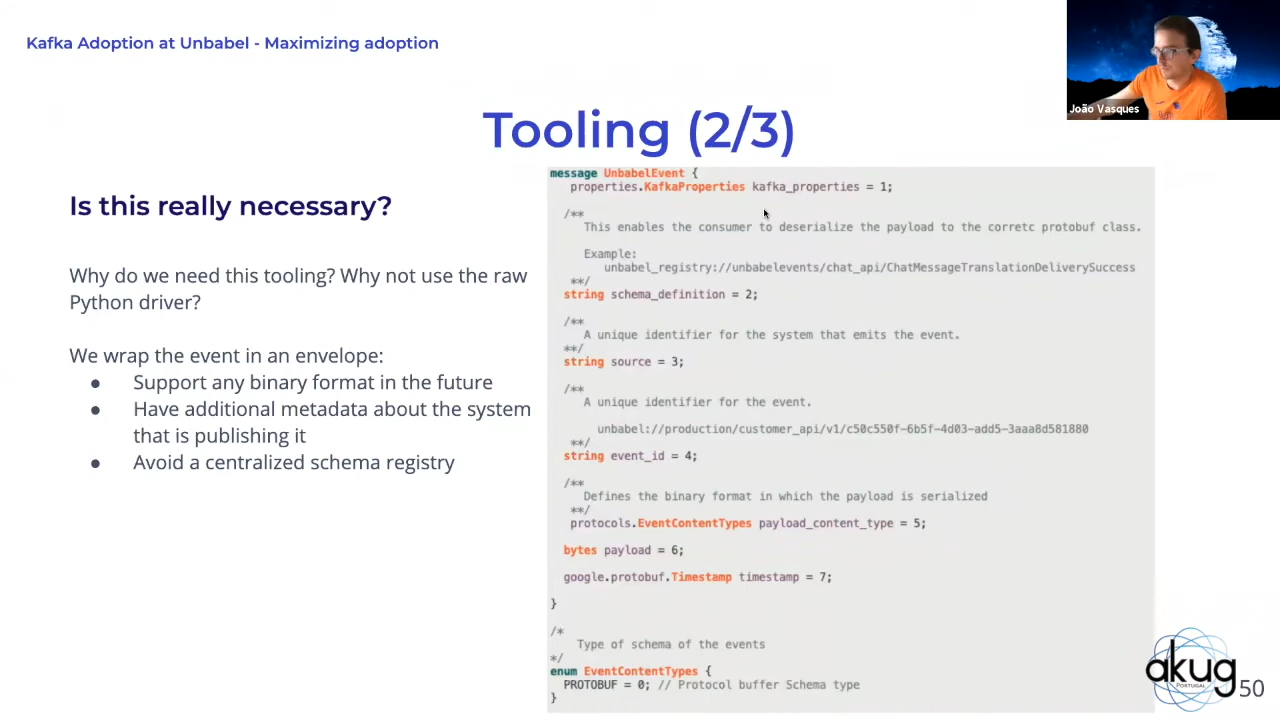 Kafka Adoption at Unbabel - Maximizing adoption
João Vasques
Tooling (2/3)
Is this really necessary?
Why do we need this tooling? Why not use the raw
Python driver?
We wrap the event in an envelope:
● Support any binary format in the future
● Have additional metadata about the system
that is publishing it
● Avoid a centralized schema registry
message UnbabelEvent {
properties.KafkaProperties kafka_properties = 1;
/**
This enables the consumer to deserialize the payload to the corretc protobuf class.
Example:
unbabel_registry://unbabelevents/chat_api/ChatMessageTranslationDeliverySuccess
**/
string schema_definition = 2;
/**
A unique identifier for the system that emits the event.
**/
string source = 3;
/**
A unique identifier for the event.
unbabel://production/customer_api/v1/c50c550f-6b5f-4d03-add5-3aaa8d581880
**/
string event_id = 4;
/**
Defines the binary format in which the payload is serialized
**/
protocols.EventContentTypes payload_content_type = 5;
bytes payload = 6;
google.protobuf.Timestamp timestamp = 7;
}
/*
Type of schema of the events
*/
enum EventContentTypes {
PROTOBUF = 0; // Protocol buffer Schema type
}
akug
PORTUGAL
50